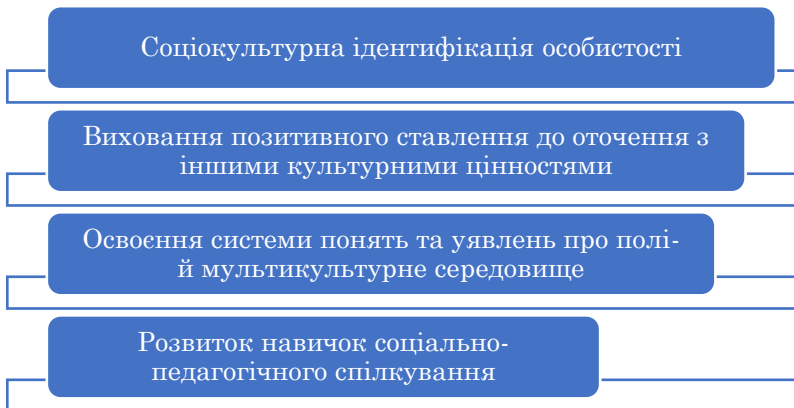 Соціокультурна ідентифікація особистості
Виховання позитивного ставлення до оточення з
іншими культурними цінностями
Освоєння системи понять та уявлень про полі-
й мультикультурне середовище
Розвиток навичок соціально-
педагогічного спілкування